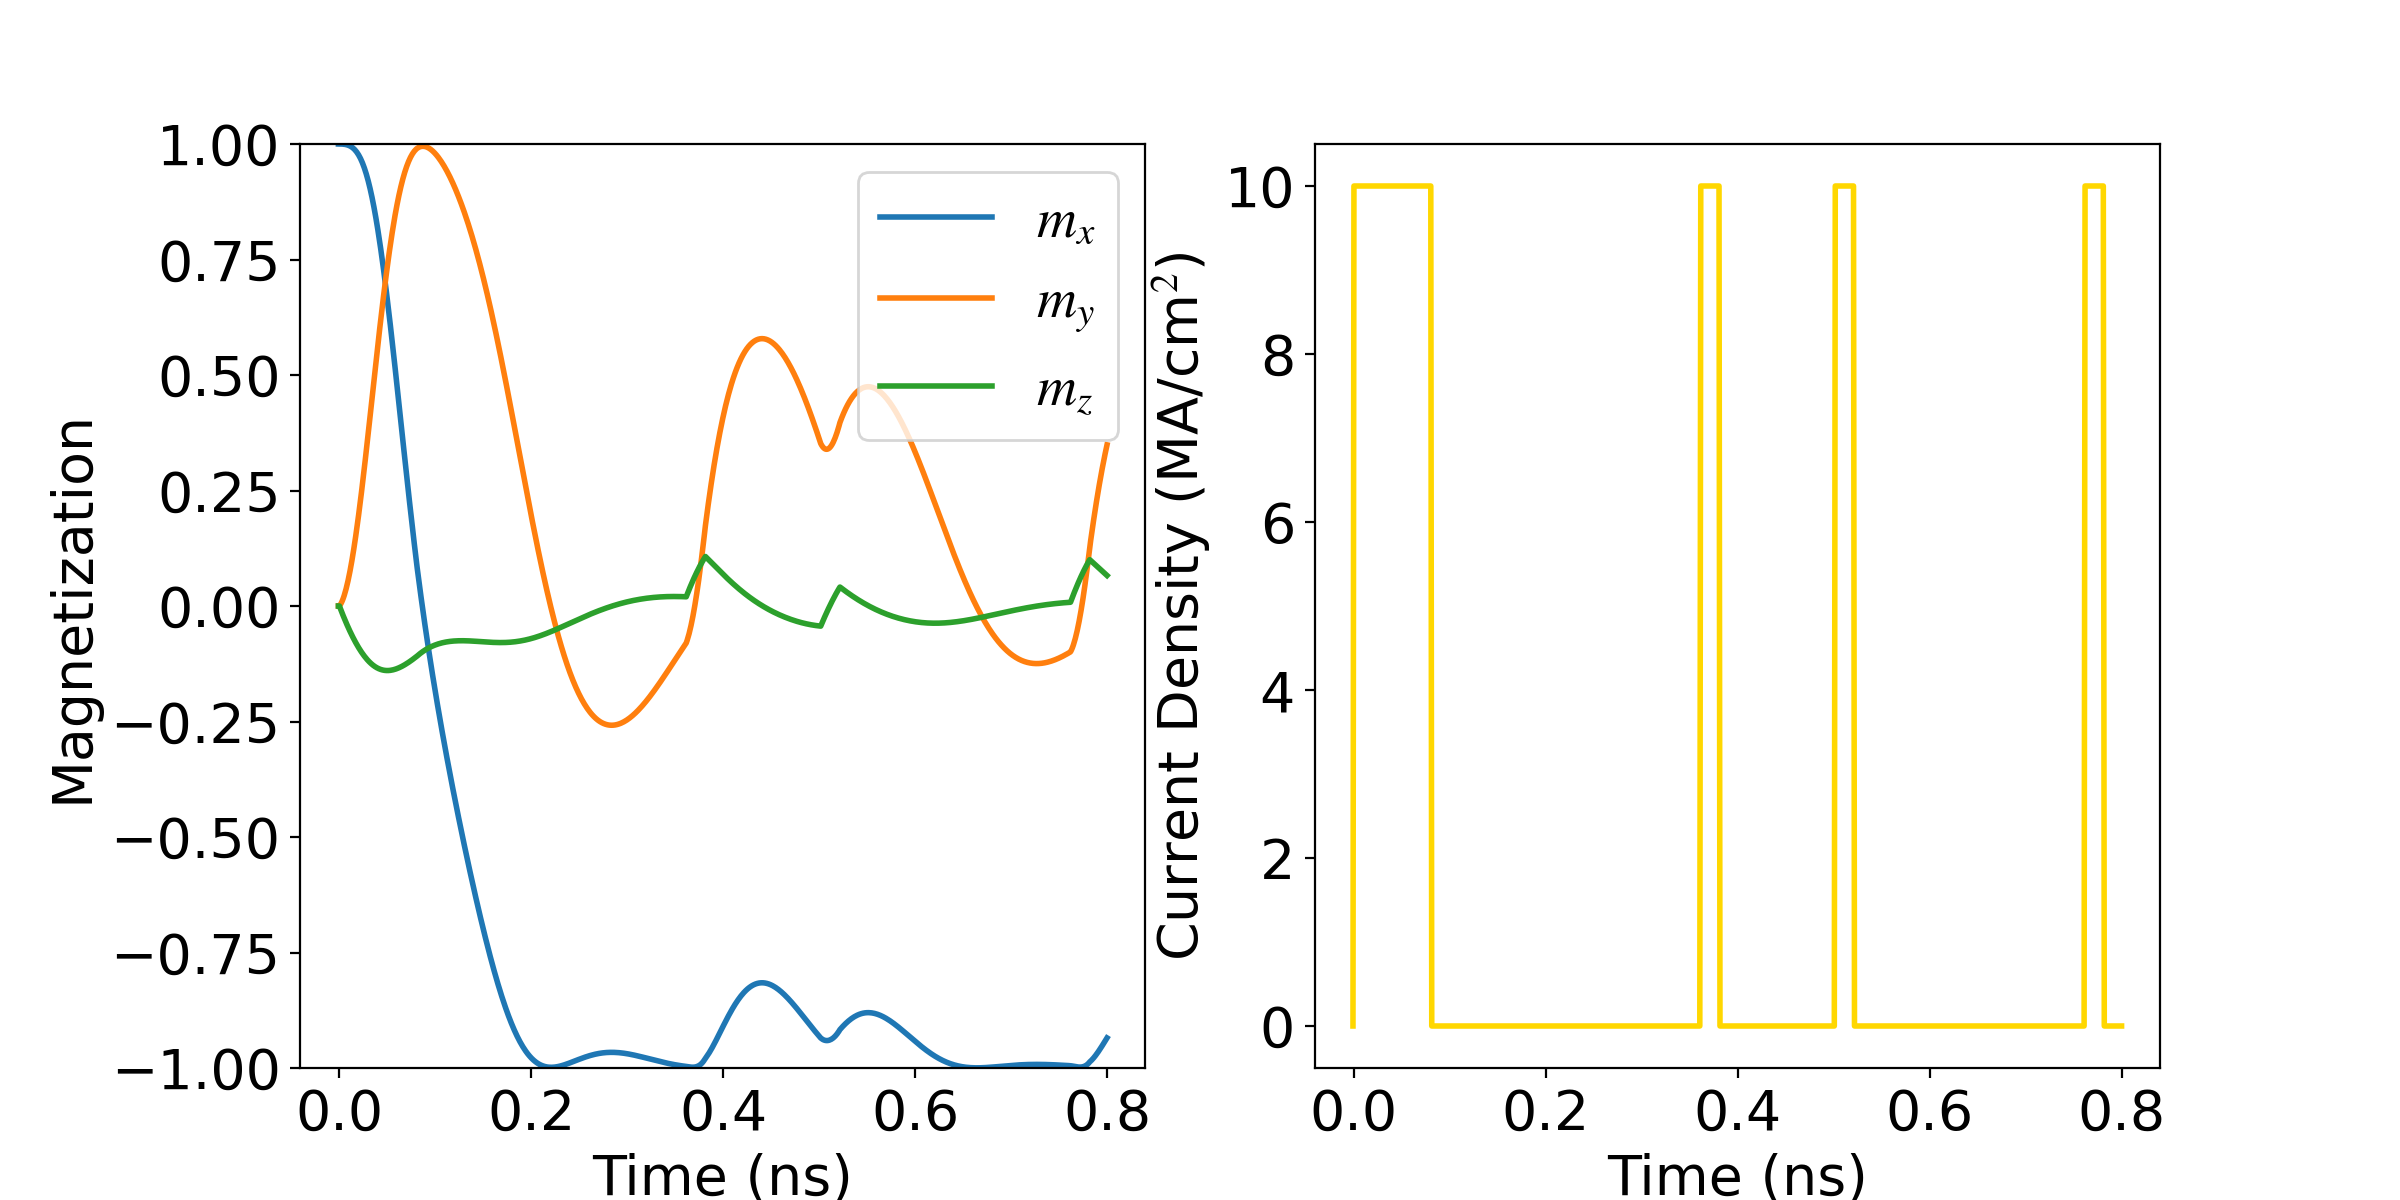 Magnetization
1.00
0.75
0.50
0.25
0.00
−0.25
−0.50
−0.75
−1.00
0.0 0.2 0.4 0.6 0.8
Time (ns)
m_x
m_y
m_z
Current Density (MA/cm²)
10
8
6
4
2
0
0.0 0.2 0.4 0.6 0.8
Time (ns)